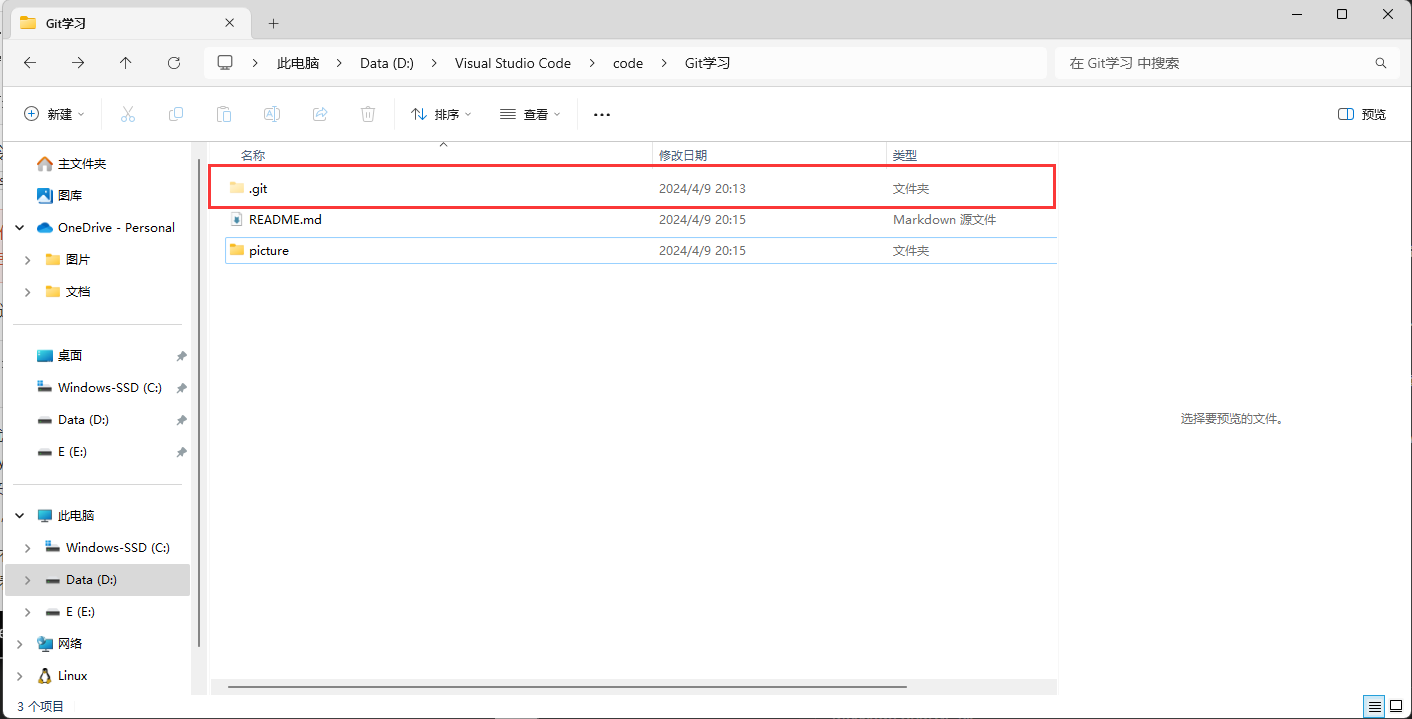 Git学习
此电脑 Data (D:) Visual Studio Code code Git学习
在 Git学习 中搜索
新建 排序 查看 预览
主文件夹
图库
OneDrive - Personal
图片
文档
桌面
Windows-SSD (C:)
Data (D:)
E (E:)
此电脑
Windows-SSD (C:)
Data (D:)
E (E:)
网络
Linux
名称 修改日期 类型
.git 2024/4/9 20:13 文件夹
README.md 2024/4/9 20:15 Markdown 源文件
picture 2024/4/9 20:15 文件夹
选择要预览的文件。
3 个项目